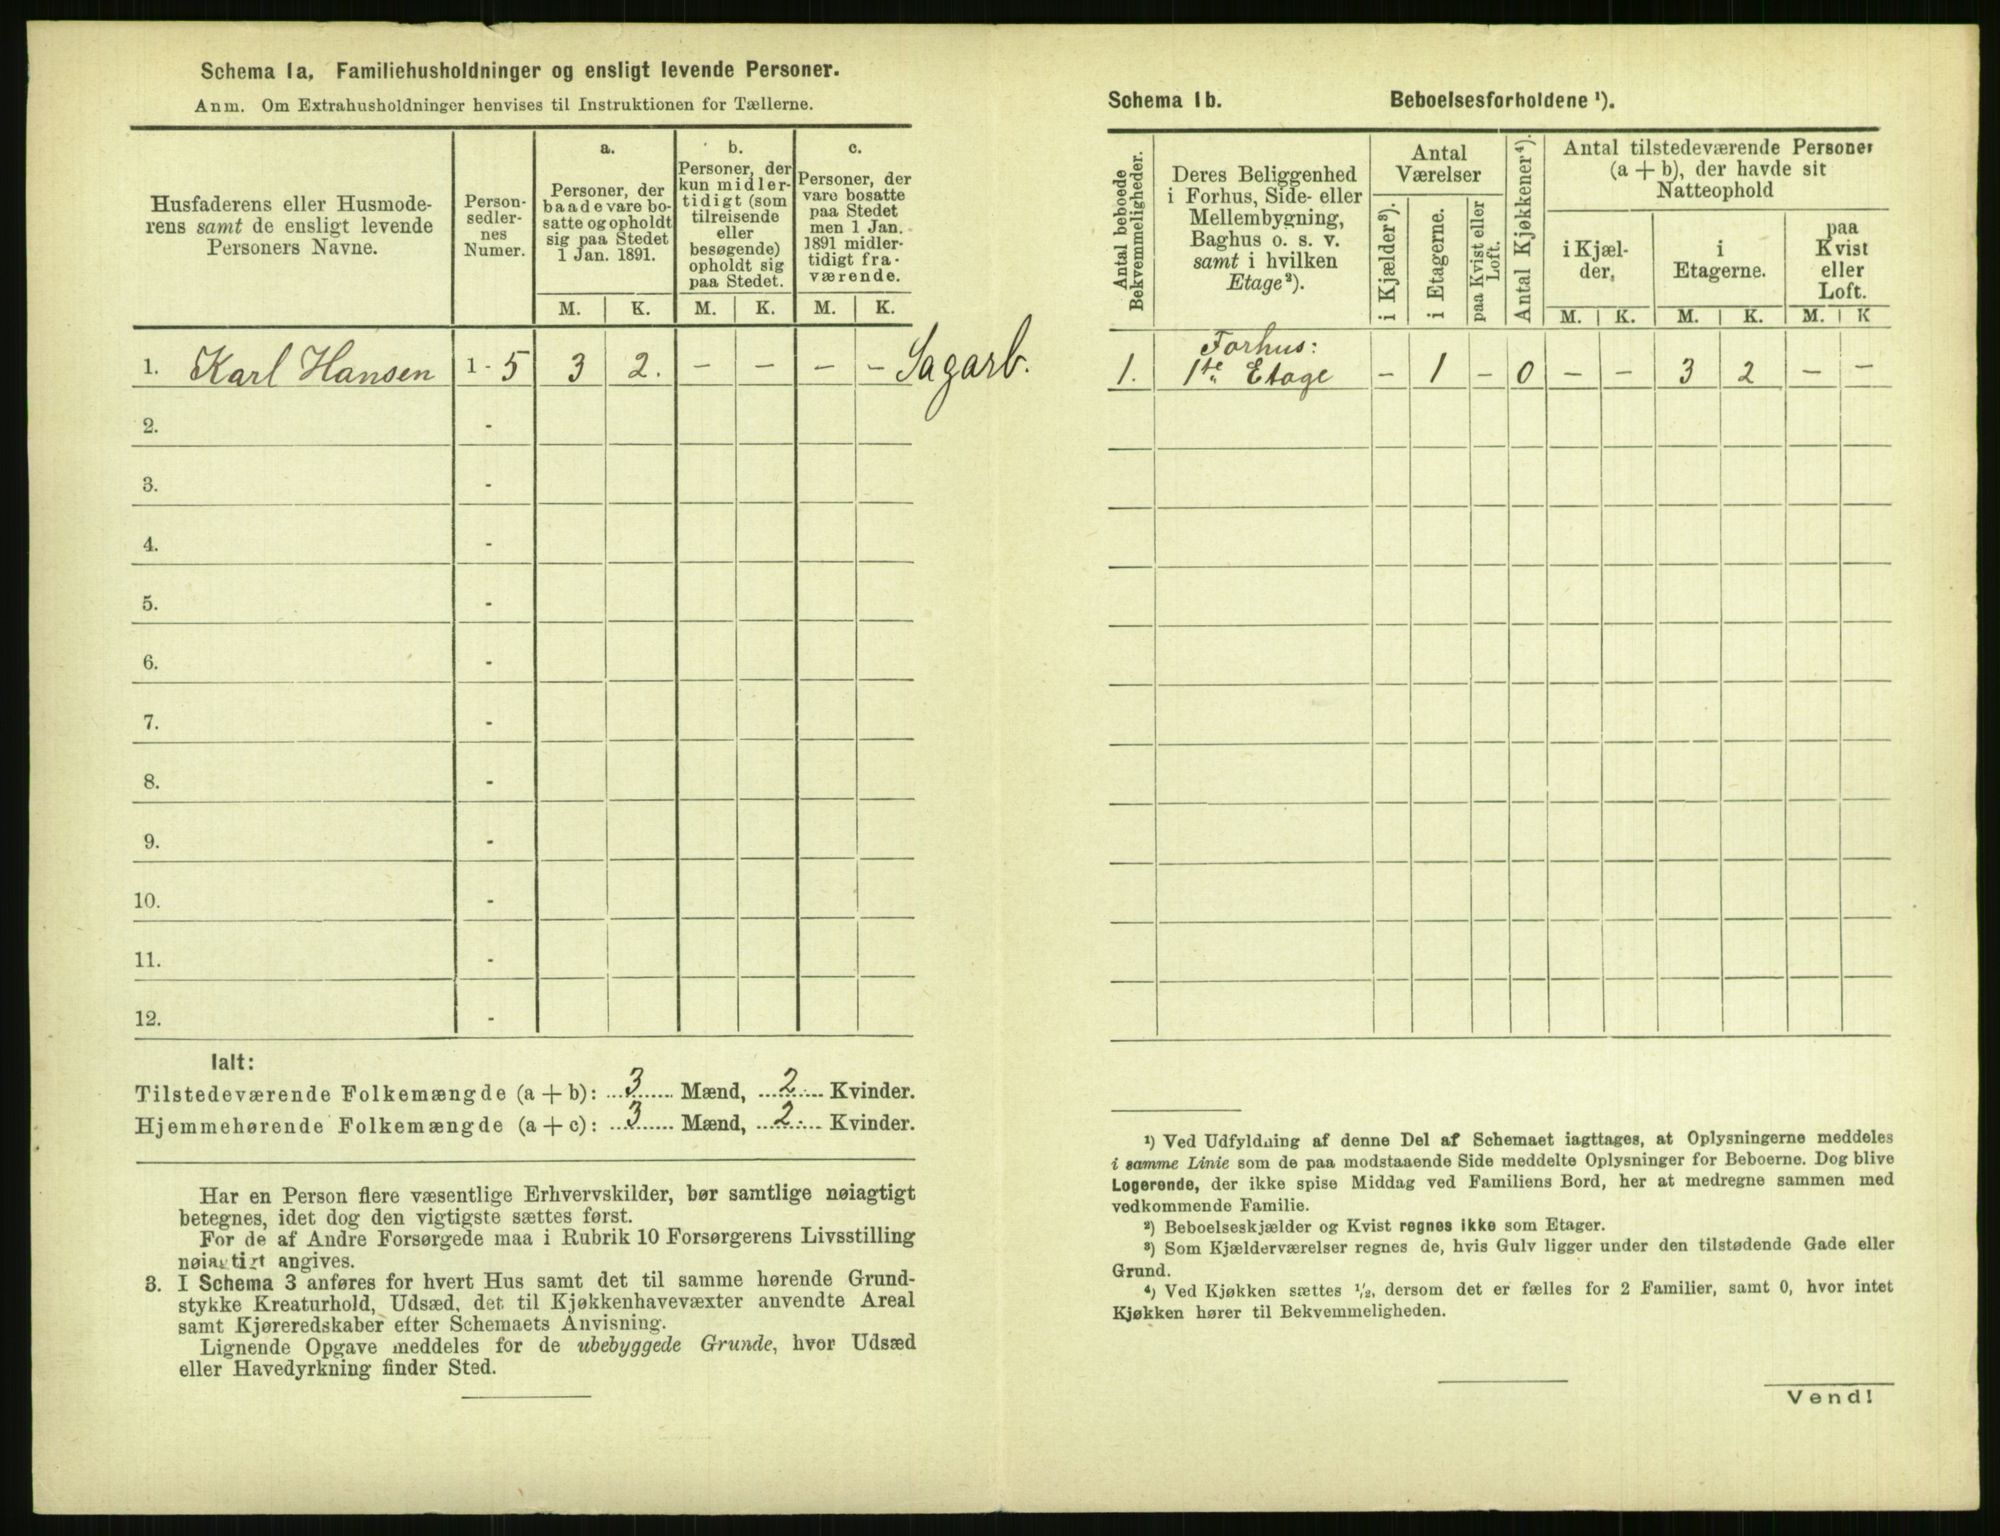 Schema 1a, Familiehusholdninger og ensligt levende Personer.
Anm. Om Extrahusholdninger henvises til Instruktionen for Tællerne.
Husfaderens eller Husmode-
rens samt de ensligt levende
Personers Navne.
Person-
sedler-
nes
Numer.
a.
Personer, der
baade vare bo-
satte og opholdt
sig paa Stedet
1 Jan. 1891.
b.
Personer, der
kun midler-
tidigt (som
tilreisende
eller
besøgende)
opholdt sig
paa Stedet.
c.
Personer, der
vare bosatte
paa Stedet
men 1 Jan.
1891 midler-
tidigt fra-
værende.
M. K. M. K. M. K.
1. Karl Hansen 1 - 5 3 2. - - - - Sagarb.
2. -
3. -
4. -
5. -
6. -
7. -
8. -
9. -
10. -
11. -
12. -
Ialt:
Tilstedeværende Folkemængde (a + b): 3 Mænd, 2 Kvinder.
Hjemmehørende Folkemængde (a + c): 3 Mænd, 2 Kvinder.
Har en Person flere væsentlige Erhvervskilder, bør samtlige nøiagtigt
betegnes, idet dog den vigtigste sættes først.
For de af Andre Forsørgede maa i Rubrik 10 Forsørgerens Livsstilling
nøiagtigt angives.
3. I Schema 3 anføres for hvert Hus samt det til samme hørende Grund-
stykke Kreaturhold, Udsæd, det til Kjøkkenhavevæxter anvendte Areal
samt Kjøreredskaber efter Schemaets Anvisning.
Lignende Opgave meddeles for de ubebyggede Grunde, hvor Udsæd
eller Havedyrkning finder Sted.
Schema 1b. Beboelsesforholdene ¹).
Antal beboede
Bekvemmeligheder.
Deres Beliggenhed
i Forhus, Side- eller
Mellembygning,
Baghus o. s. v.
samt i hvilken
Etage²).
Antal
Værelser
i Kjælder³).
i Etagerne.
paa Kvist eller
Loft.
Antal Kjøkkener⁴).
Antal tilstedeværende Personer
(a + b), der havde sit
Natteophold
i Kjæl-
der,
i
Etagerne.
paa
Kvist
eller
Loft.
M. K. M. K. M. K
Forhus:
1. 1te Etage - 1 - 0 - - 3 2 - -
¹) Ved Udfyldning af denne Del af Schemaet iagttages, at Oplysningerne meddeles
i samme Linie som de paa modstaaende Side meddelte Oplysninger for Beboerne. Dog blive
Logerende, der ikke spise Middag ved Familiens Bord, her at medregne sammen med
vedkommende Familie.
²) Beboelseskjælder og Kvist regnes ikke som Etager.
³) Som Kjælderværelser regnes de, hvis Gulv ligger under den tilstødende Gade eller
Grund.
⁴) Ved Kjøkken sættes ½, dersom det er fælles for 2 Familier, samt 0, hvor intet
Kjøkken hører til Bekvemmeligheden.
Vend!